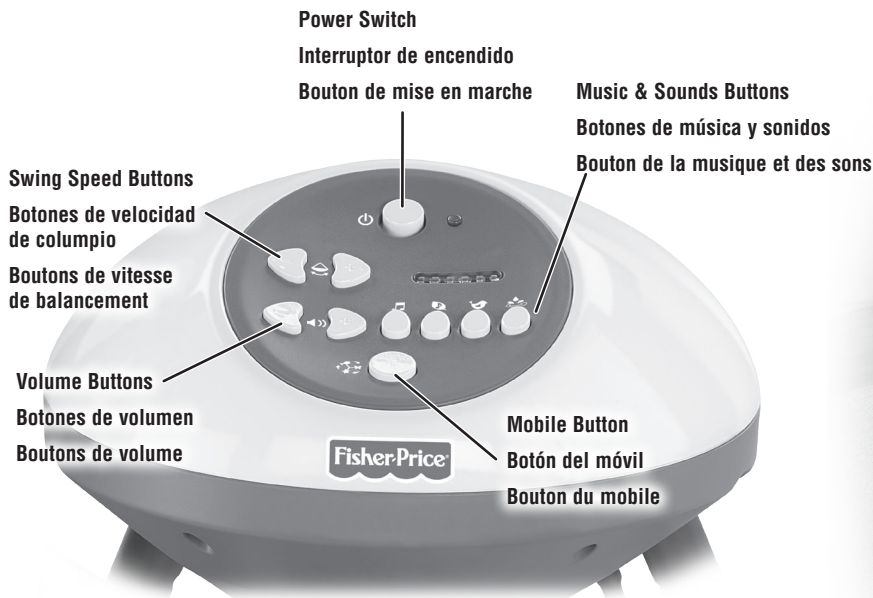 Power Switch
Interruptor de encendido
Bouton de mise en marche
Music & Sounds Buttons
Botones de música y sonidos
Bouton de la musique et des sons
Swing Speed Buttons
Botones de velocidad
de columpio
Boutons de vitesse
de balancement
Volume Buttons
Botones de volumen
Boutons de volume
Mobile Button
Botón del móvil
Bouton du mobile
Fisher-Price